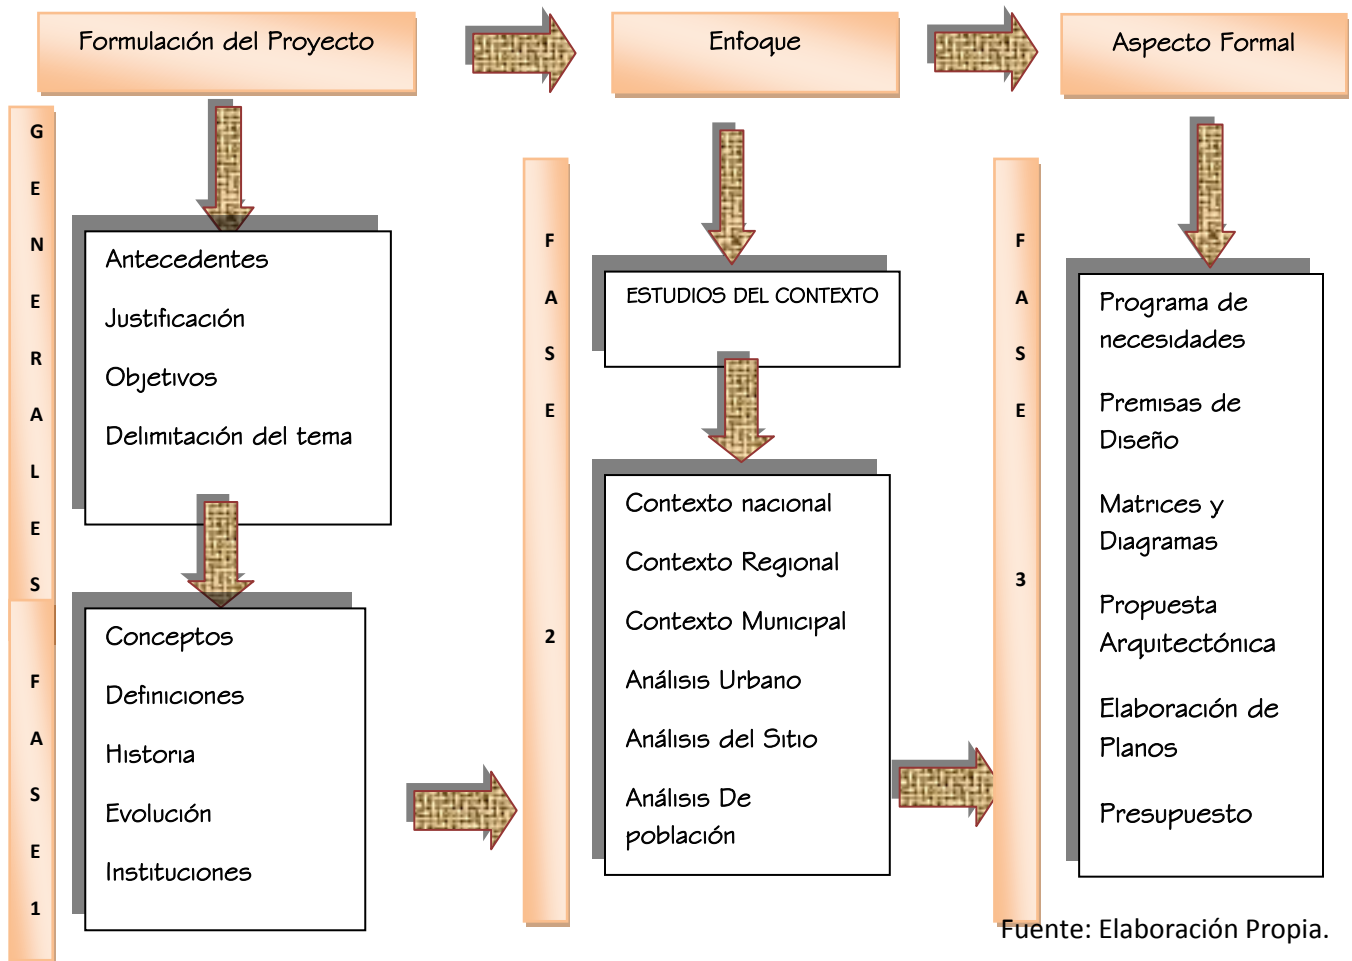 Formulación del Proyecto
Enfoque
Aspecto Formal
GENERALES
Antecedentes
Justificación
Objetivos
Delimitación del tema
FASE1
Conceptos
Definiciones
Historia
Evolución
Instituciones
FASE 2
ESTUDIOS DEL CONTEXTO
Contexto nacional
Contexto Regional
Contexto Municipal
Análisis Urbano
Análisis del Sitio
Análisis De
población
FASE 3
Programa de
necesidades
Premisas de
Diseño
Matrices y
Diagramas
Propuesta
Arquitectónica
Elaboración de
Planos
Presupuesto
Fuente: Elaboración Propia.